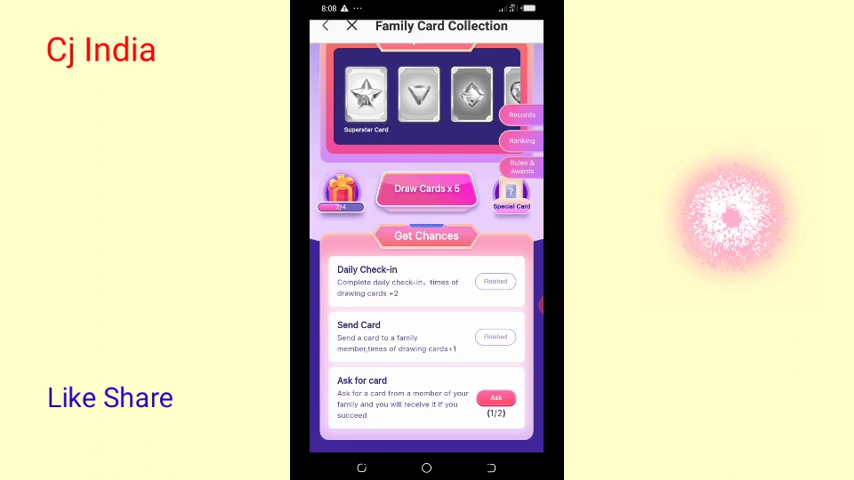 Cj India
8:08
Family Card Collection
Superstar Card
Records
Ranking
Rules &
Awards
2/4
Draw Cards x 5
?
Special Card
Get Chances
Daily Check-in
Complete daily check-in, times of
drawing cards +2
Finished
Send Card
Send a card to a family
member,times of drawing cards+1
Finished
Ask for card
Ask for a card from a member of your
family and you will receive it if you
succeed
Ask
(1/2)
Like Share